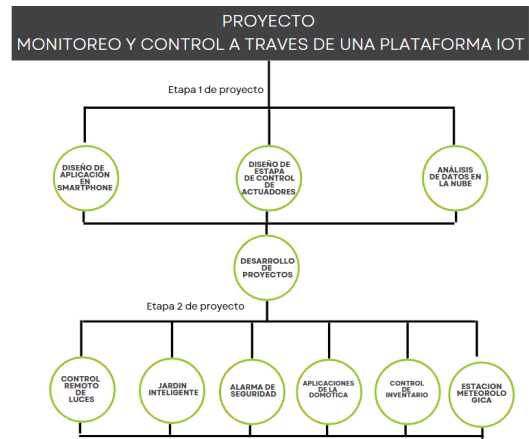 PROYECTO
MONITOREO Y CONTROL A TRAVES DE UNA PLATAFORMA IOT
Etapa 1 de proyecto
DISEÑO DE
APLICACIÓN
EN
SMARTPHONE
DISEÑO DE
ESTAPA
DE CONTROL
DE
ACTUADORES
ANÁLISIS
DE DATOS EN
LA NUBE
DESARROLLO
DE
PROYECTOS
Etapa 2 de proyecto
CONTROL
REMOTO
DE
LUCES
JARDIN
INTELIGENTE
ALARMA DE
SEGURIDAD
APLICACIONES
DE LA
DOMÓTICA
CONTROL
DE
INVENTARIO
ESTACION
METEOROLO
GICA